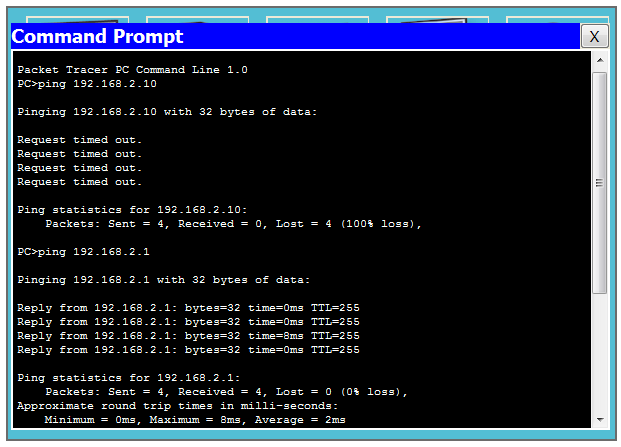 Command Prompt
X
Packet Tracer PC Command Line 1.0
PC>ping 192.168.2.10
Pinging 192.168.2.10 with 32 bytes of data:
Request timed out.
Request timed out.
Request timed out.
Request timed out.
Ping statistics for 192.168.2.10:
    Packets: Sent = 4, Received = 0, Lost = 4 (100% loss),
PC>ping 192.168.2.1
Pinging 192.168.2.1 with 32 bytes of data:
Reply from 192.168.2.1: bytes=32 time=0ms TTL=255
Reply from 192.168.2.1: bytes=32 time=0ms TTL=255
Reply from 192.168.2.1: bytes=32 time=8ms TTL=255
Reply from 192.168.2.1: bytes=32 time=0ms TTL=255
Ping statistics for 192.168.2.1:
    Packets: Sent = 4, Received = 4, Lost = 0 (0% loss),
Approximate round trip times in milli-seconds:
    Minimum = 0ms, Maximum = 8ms, Average = 2ms